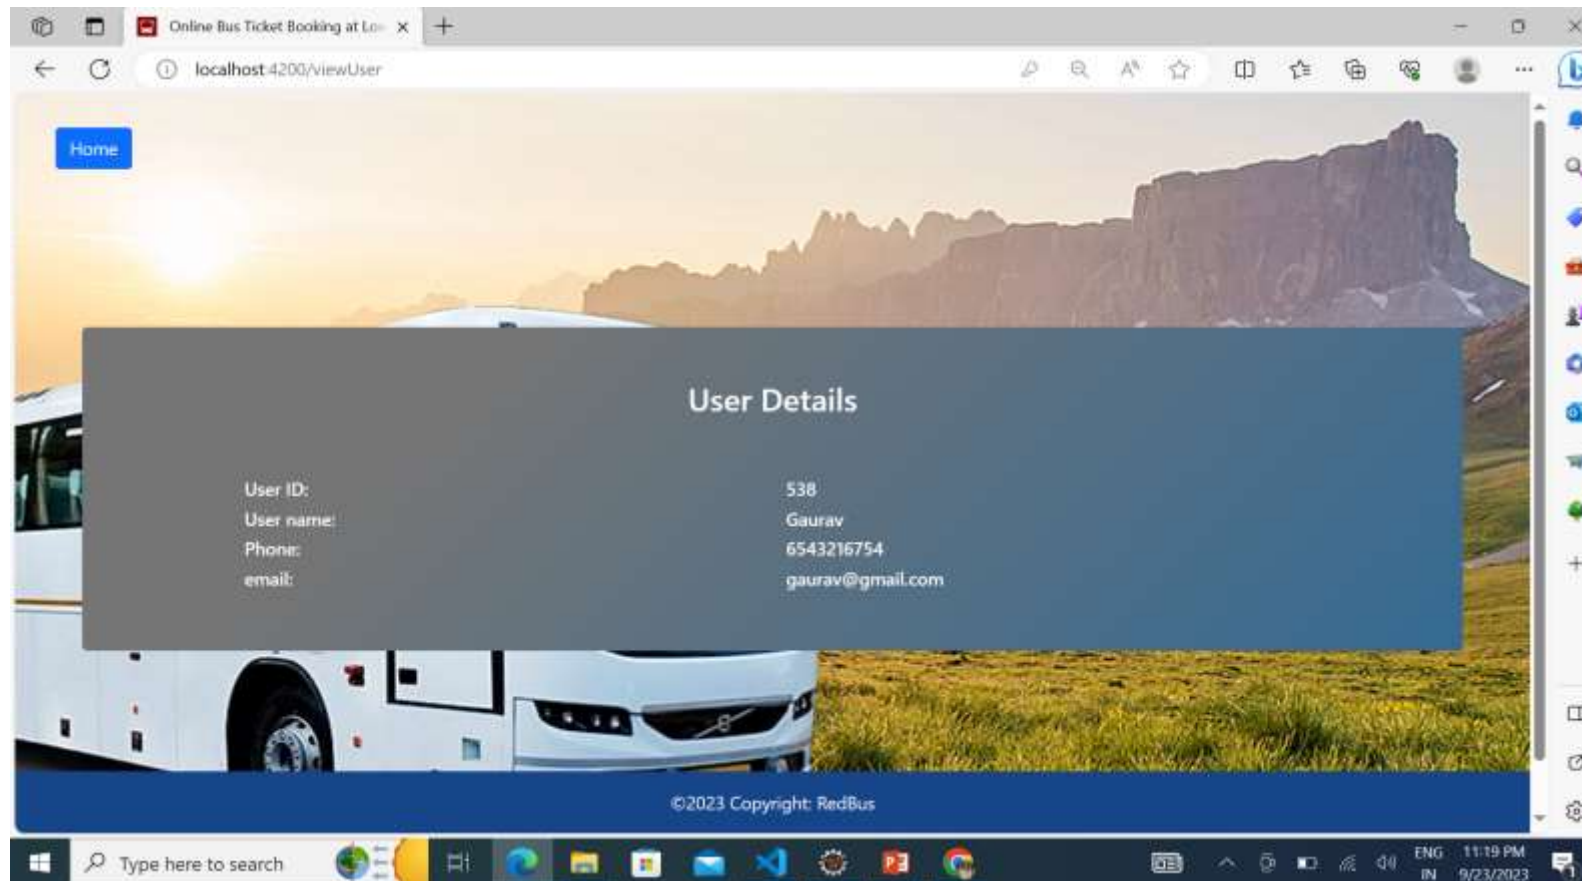 Online Bus Ticket Booking at Lo
localhost:4200/viewUser
Home
User Details
User ID: 538
User name: Gaurav
Phone: 6543216754
email: gaurav@gmail.com
©2023 Copyright: RedBus
Type here to search
ENG 11:19 PM
IN 9/23/2023